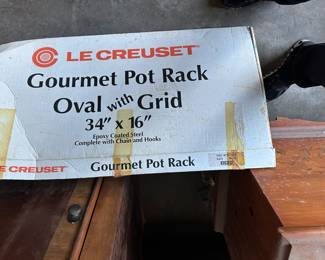 LE CREUSET
Gourmet Pot Rack
Oval with Grid
34" x 16"
Epoxy Coated Steel
Complete with Chain and Hooks
LE CREUSET
Gourmet Pot Rack